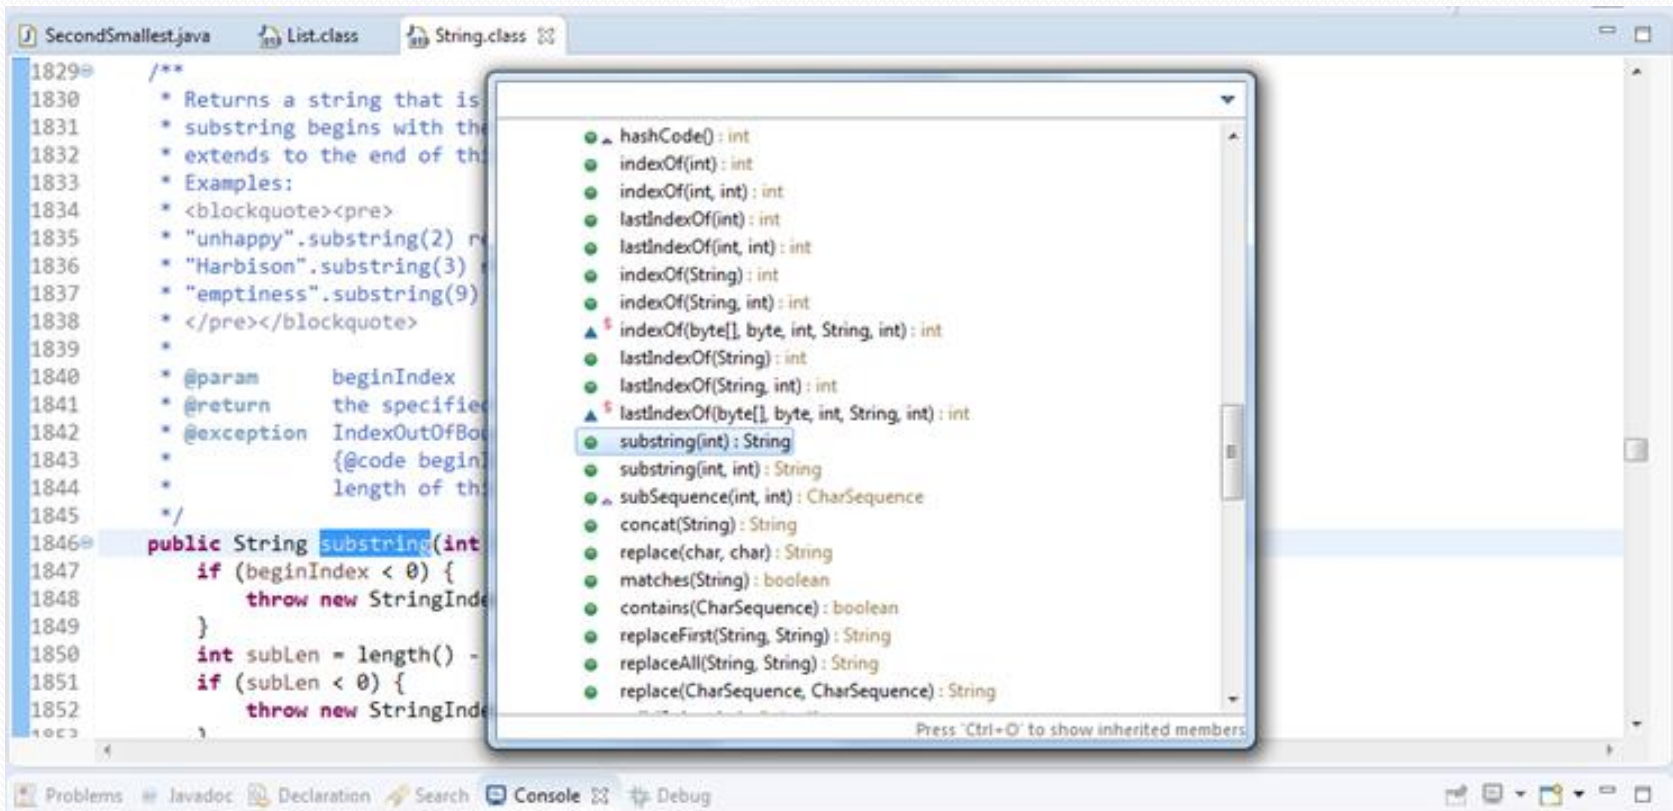 SecondSmallest.java List.class String.class
1829 /**
1830 * Returns a string that is
1831 * substring begins with the
1832 * extends to the end of thi
1833 * Examples:
1834 * <blockquote><pre>
1835 * "unhappy".substring(2) re
1836 * "Harbison".substring(3)
1837 * "emptiness".substring(9)
1838 * </pre></blockquote>
1839 *
1840 * @param beginIndex
1841 * @return the specified
1842 * @exception IndexOutOfBou
1843 * {@code begin
1844 * length of thi
1845 */
1846 public String substring(int
1847 if (beginIndex < 0) {
1848 throw new StringInde
1849 }
1850 int subLen = length() -
1851 if (subLen < 0) {
1852 throw new StringInde
1853 }
hashCode() : int
indexOf(int) : int
indexOf(int, int) : int
lastIndexOf(int) : int
lastIndexOf(int, int) : int
indexOf(String) : int
indexOf(String, int) : int
S indexOf(byte[], byte, int, String, int) : int
lastIndexOf(String) : int
lastIndexOf(String, int) : int
S lastIndexOf(byte[], byte, int, String, int) : int
substring(int) : String
substring(int, int) : String
subSequence(int, int) : CharSequence
concat(String) : String
replace(char, char) : String
matches(String) : boolean
contains(CharSequence) : boolean
replaceFirst(String, String) : String
replaceAll(String, String) : String
replace(CharSequence, CharSequence) : String
Press 'Ctrl+O' to show inherited members
Problems Javadoc Declaration Search Console Debug